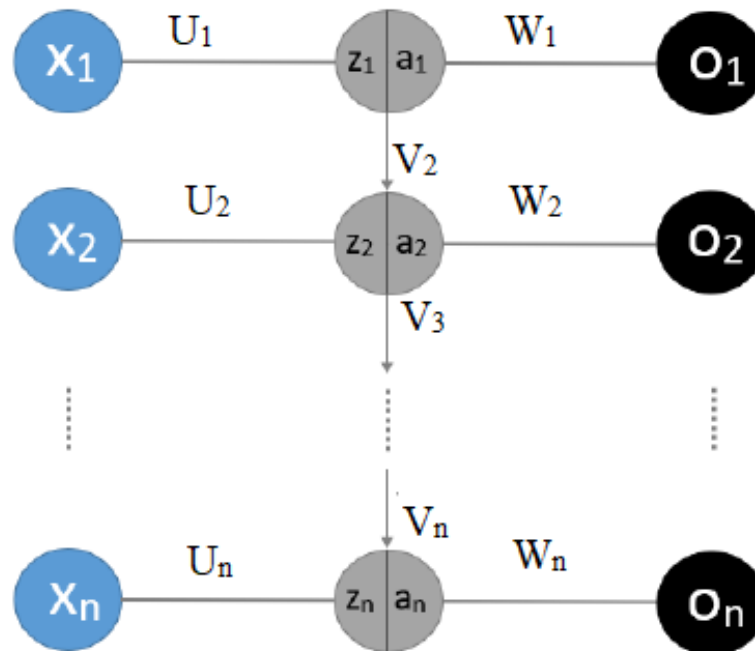 U₁ W₁
x₁ z₁ a₁ o₁
V₂
U₂ W₂
x₂ z₂ a₂ o₂
V₃
Vₙ
Uₙ Wₙ
xₙ zₙ aₙ oₙ